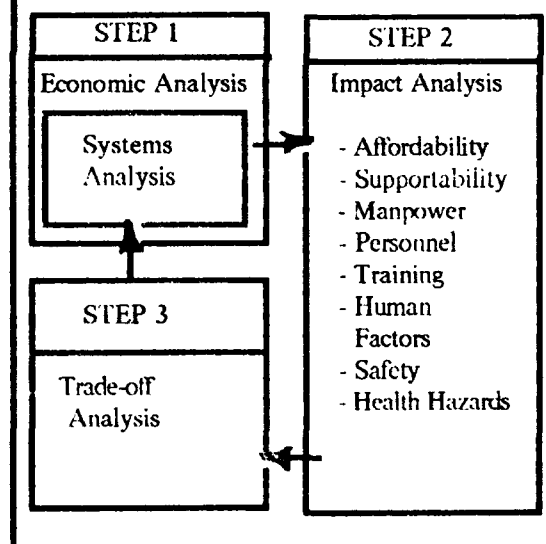 STEP 1
Economic Analysis
Systems
Analysis
STEP 2
Impact Analysis
- Affordability
- Supportability
- Manpower
- Personnel
- Training
- Human
Factors
- Safety
- Health Hazards
STEP 3
Trade-off
Analysis